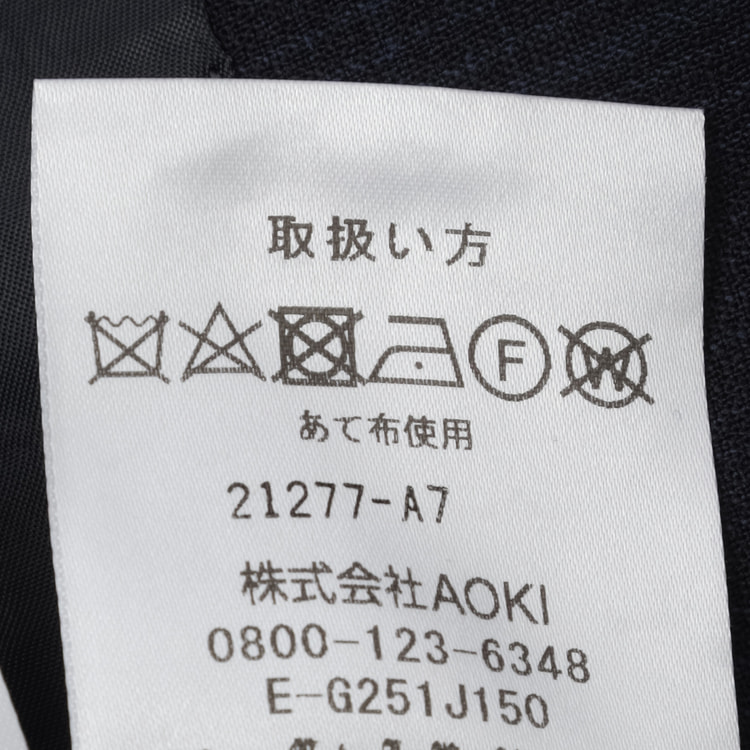 取扱い方
F W
あて布使用
21277-A7
株式会社AOKI
0800-123-6348
E-G251J150